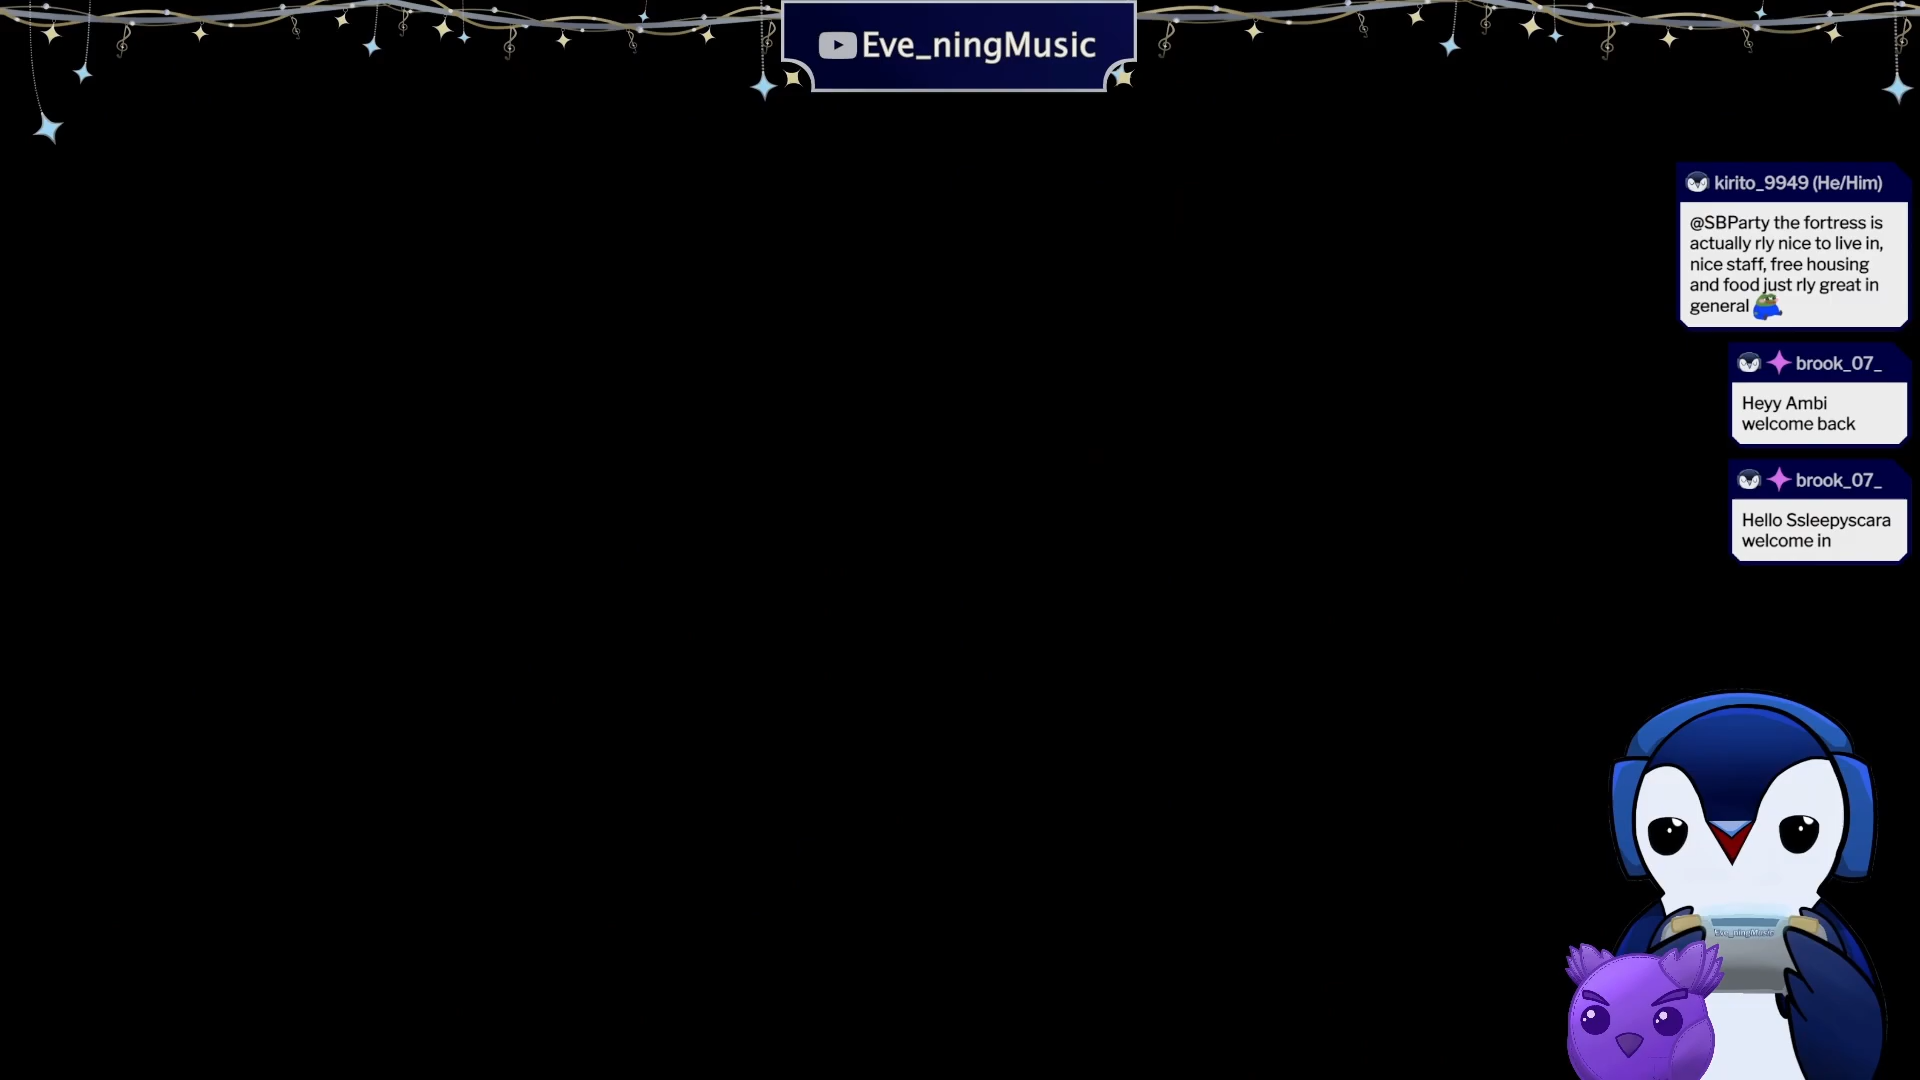 Eve_ningMusic
kirito_9949 (He/Him)
@SBParty the fortress is
actually rly nice to live in,
nice staff, free housing
and food just rly great in
general
brook_07_
Heyy Ambi
welcome back
brook_07_
Hello Ssleepyscara
welcome in
Eve_ningMusic